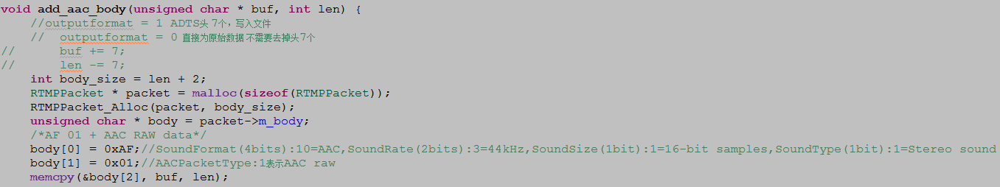 void add_aac_body(unsigned char * buf, int len) {
//outputformat = 1 ADTS头 7个，写入文件
// outputformat = 0 直接为原始数据 不需要去掉头7个
// buf += 7;
// len -= 7;
int body_size = len + 2;
RTMPPacket * packet = malloc(sizeof(RTMPPacket));
RTMPPacket_Alloc(packet, body_size);
unsigned char * body = packet->m_body;
/*AF 01 + AAC RAW data*/
body[0] = 0xAF;//SoundFormat(4bits):10=AAC,SoundRate(2bits):3=44kHz,SoundSize(1bit):1=16-bit samples,SoundType(1bit):1=Stereo sound
body[1] = 0x01;//AACPacketType:1表示AAC raw
memcpy(&body[2], buf, len);